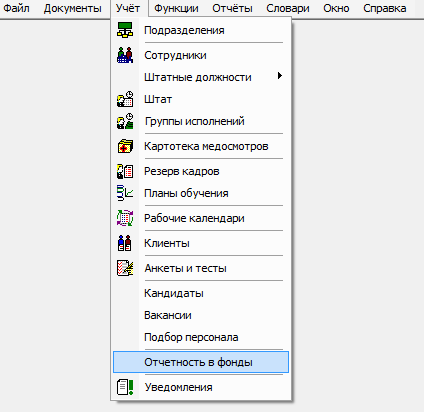 Файл Документы Учёт Функции Отчёты Словари Окно Справка
Подразделения
Сотрудники
Штатные должности
Штат
Группы исполнений
Картотека медосмотров
Резерв кадров
Планы обучения
Рабочие календари
Клиенты
Анкеты и тесты
Кандидаты
Вакансии
Подбор персонала
Отчетность в фонды
Уведомления